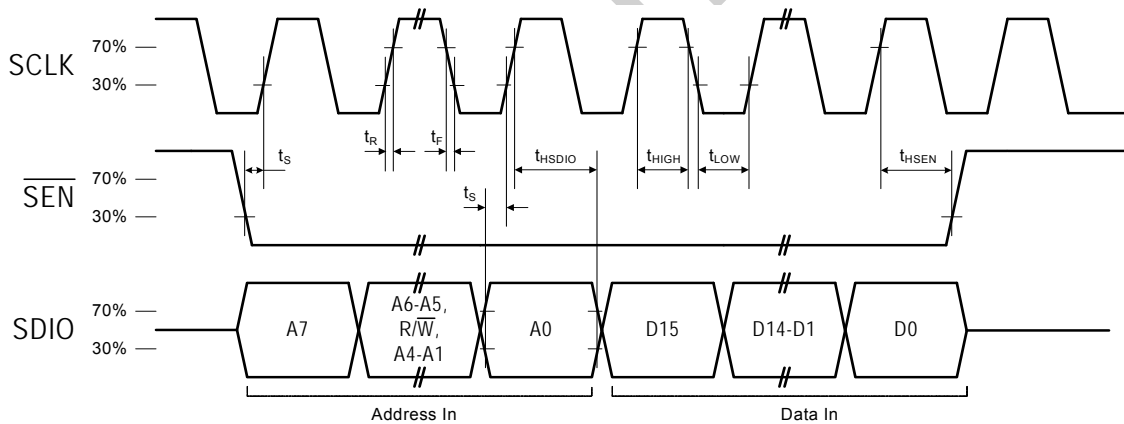 SCLK
70%
30%
tR
tF
tS
tHSDIO
tHIGH
tLOW
tHSEN
SEN
70%
30%
tS
SDIO
70%
30%
A7
A6-A5,
R/W,
A4-A1
A0
D15
D14-D1
D0
Address In
Data In